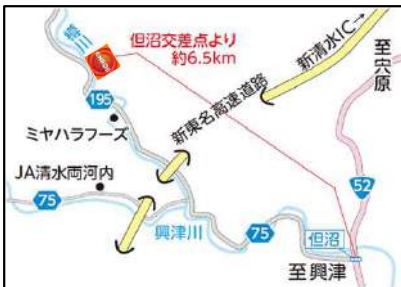 但沼交差点より
約6.5km
新清水IC→
至穴原
195
ミヤハラフーズ
新東名高速道路
JA清水両河内
52
75
興津川
75
但沼
至興津